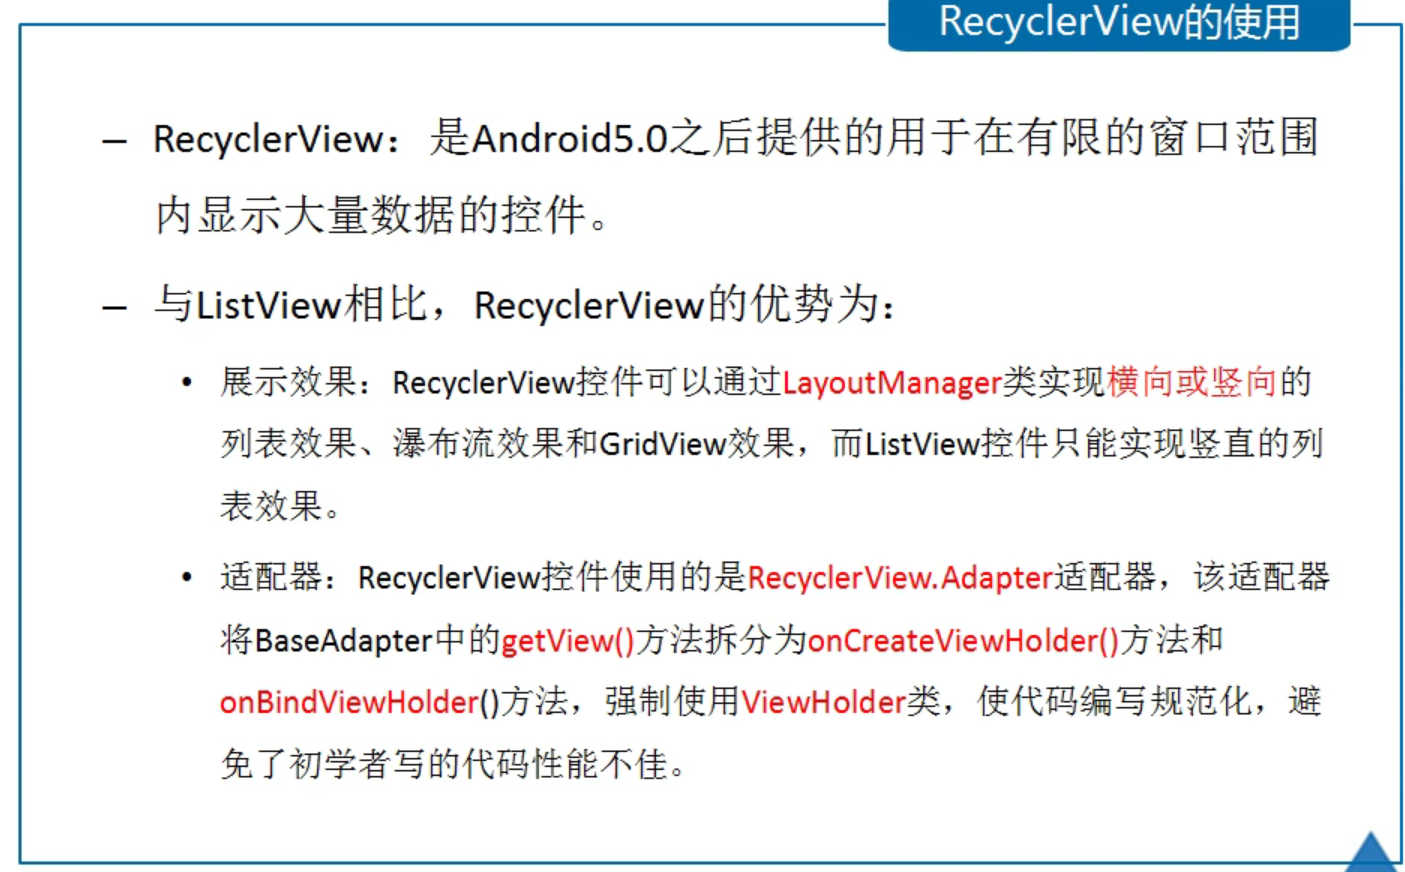 RecyclerView的使用
– RecyclerView：是Android5.0之后提供的用于在有限的窗口范围
内显示大量数据的控件。
– 与ListView相比，RecyclerView的优势为：
• 展示效果：RecyclerView控件可以通过LayoutManager类实现横向或竖向的
列表效果、瀑布流效果和GridView效果，而ListView控件只能实现竖直的列
表效果。
• 适配器：RecyclerView控件使用的是RecyclerView.Adapter适配器，该适配器
将BaseAdapter中的getView()方法拆分为onCreateViewHolder()方法和
onBindViewHolder()方法，强制使用ViewHolder类，使代码编写规范化，避
免了初学者写的代码性能不佳。